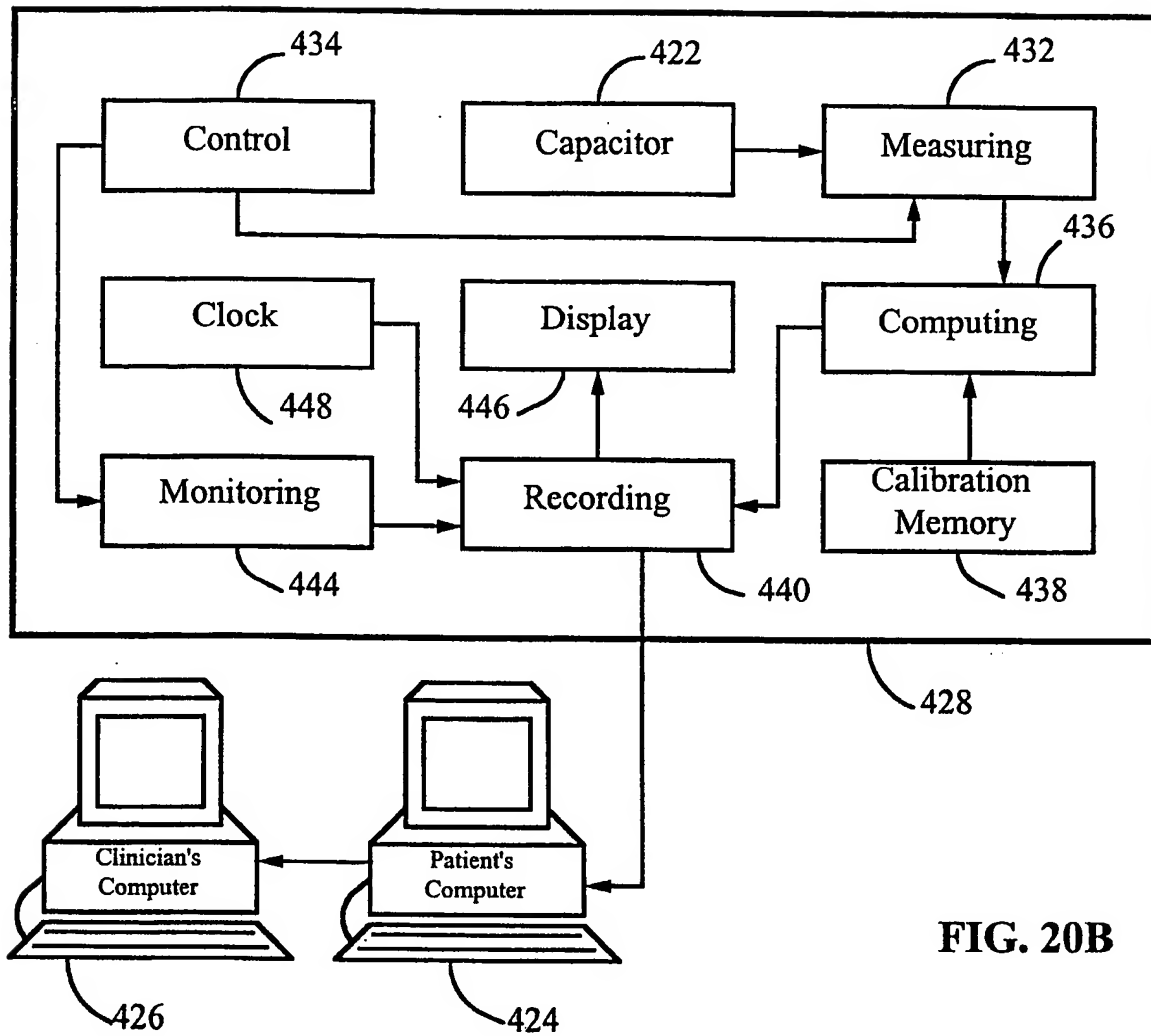 434
422
432
Control
Capacitor
Measuring
436
Clock
Display
Computing
448
446
Monitoring
Recording
Calibration
Memory
444
440
438
428
Clinician's
Computer
Patient's
Computer
FIG. 20B
426
424